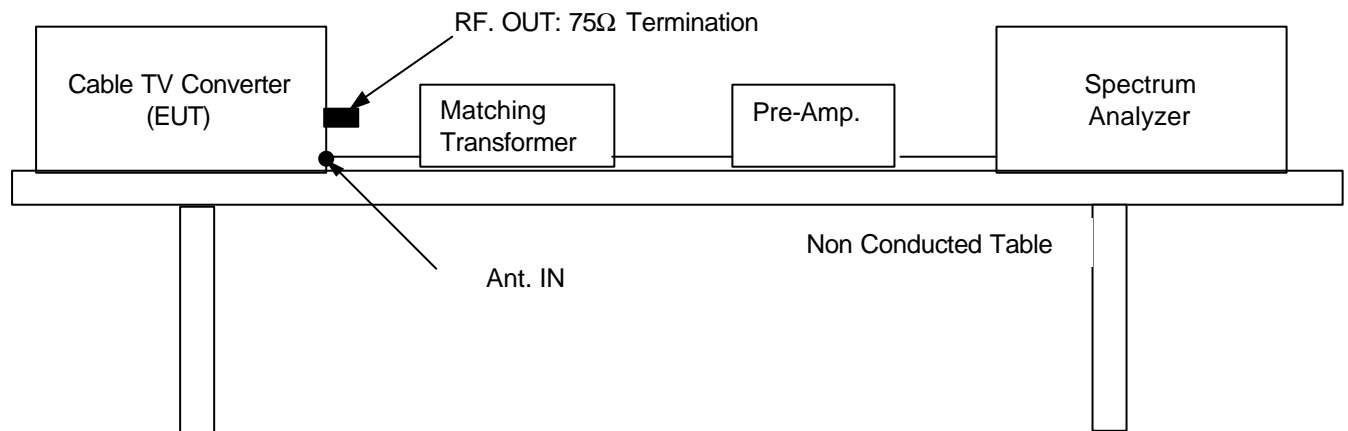 RF. OUT: 75Ω Termination
Cable TV Converter
(EUT)
Matching
Transformer
Pre-Amp.
Spectrum
Analyzer
Non Conducted Table
Ant. IN